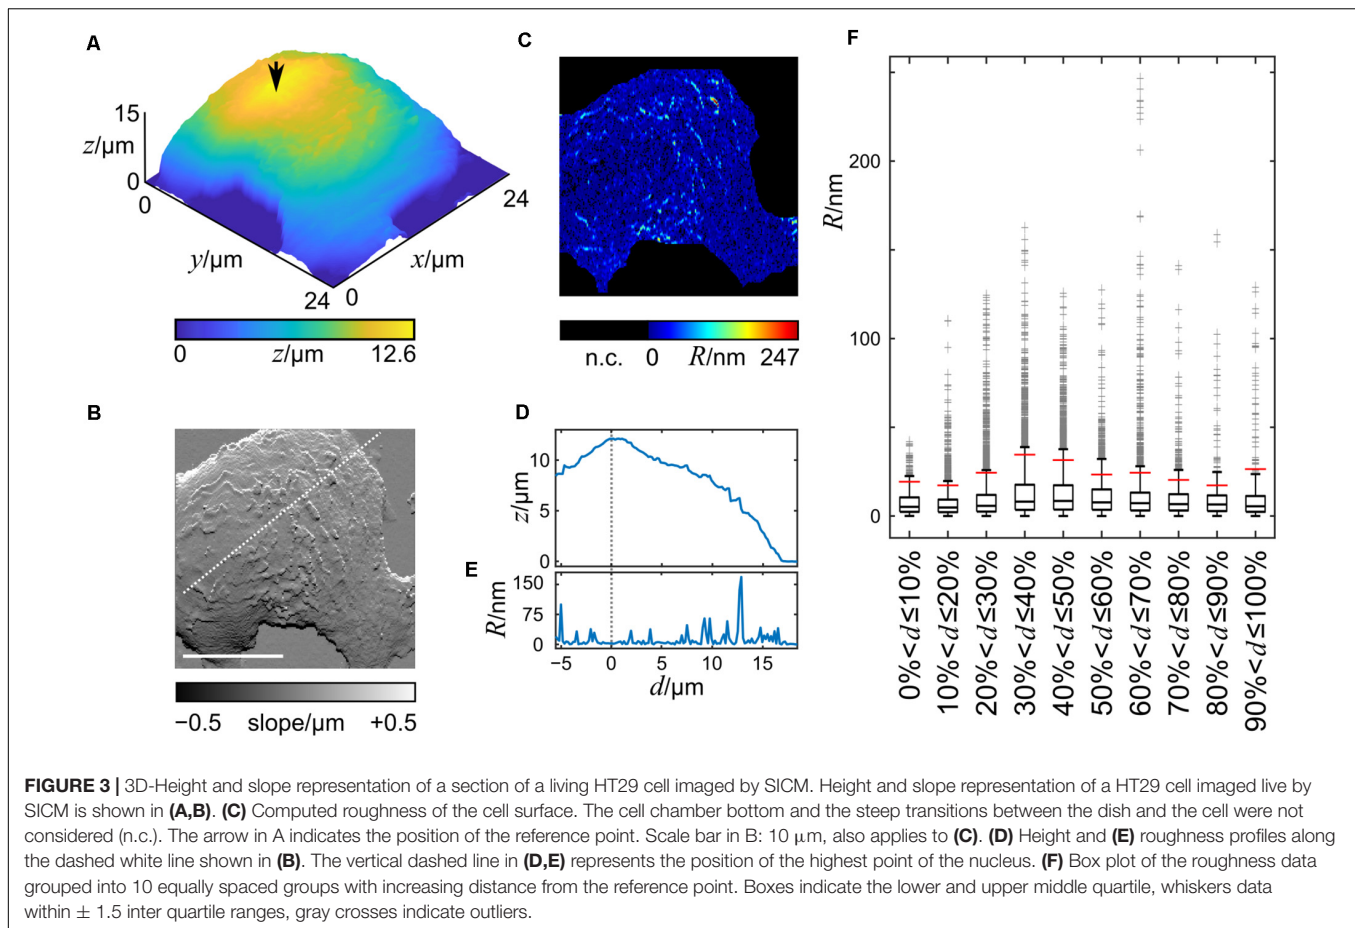 A
15
z/µm
0
0
y/µm
24
0
x/µm
24
0 z/µm 12.6
B
−0.5 slope/µm +0.5
C
n.c. 0 R/nm 247
D
10
5
0
z/µm
E
150
75
0
R/nm
−5 0 5 10 15
d/µm
F
200
100
0
R/nm
0%<d≤10%
10%<d≤20%
20%<d≤30%
30%<d≤40%
40%<d≤50%
50%<d≤60%
60%<d≤70%
70%<d≤80%
80%<d≤90%
90%<d≤100%
FIGURE 3 | 3D-Height and slope representation of a section of a living HT29 cell imaged by SICM. Height and slope representation of a HT29 cell imaged live by
SICM is shown in (A,B). (C) Computed roughness of the cell surface. The cell chamber bottom and the steep transitions between the dish and the cell were not
considered (n.c.). The arrow in A indicates the position of the reference point. Scale bar in B: 10 µm, also applies to (C). (D) Height and (E) roughness profiles along
the dashed white line shown in (B). The vertical dashed line in (D,E) represents the position of the highest point of the nucleus. (F) Box plot of the roughness data
grouped into 10 equally spaced groups with increasing distance from the reference point. Boxes indicate the lower and upper middle quartile, whiskers data
within ± 1.5 inter quartile ranges, gray crosses indicate outliers.